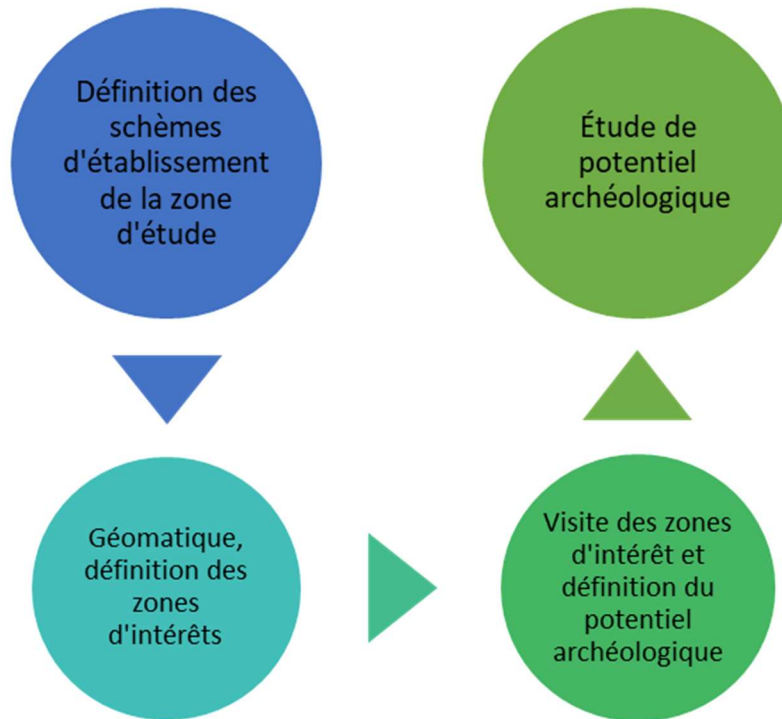 Définition des
schèmes
d'établissement
de la zone
d'étude
Géomatique,
définition des
zones
d'intérêts
Visite des zones
d'intérêt et
définition du
potentiel
archéologique
Étude de
potentiel
archéologique